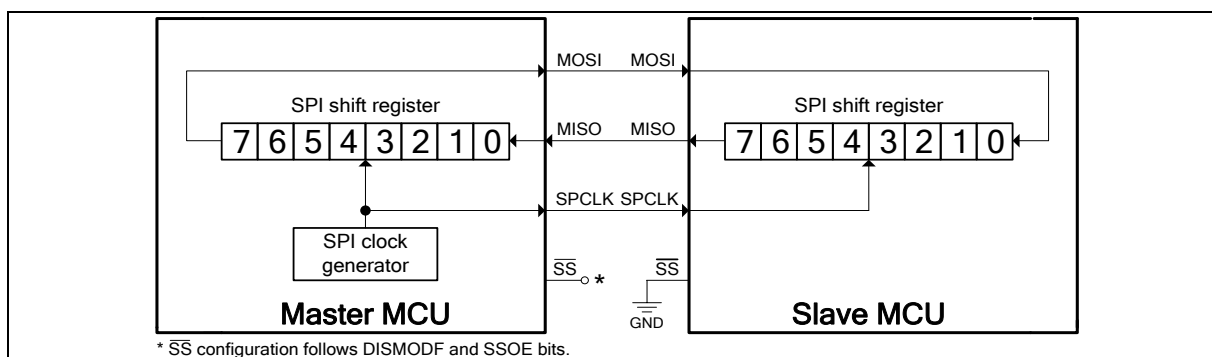 MOSI MOSI
SPI shift register SPI shift register
7 6 5 4 3 2 1 0 MISO MISO 7 6 5 4 3 2 1 0
SPCLK SPCLK
SPI clock
generator
SS * SS
GND
Master MCU Slave MCU
* SS configuration follows DISMODF and SSOE bits.